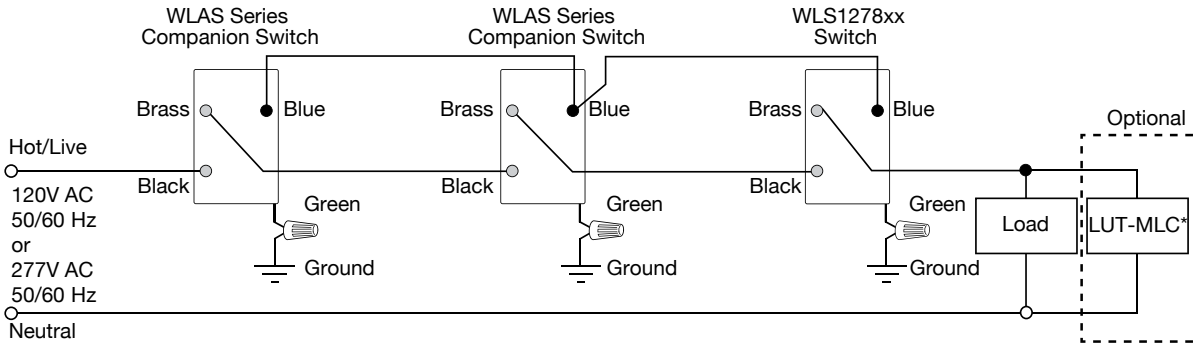 WLAS Series
Companion Switch
WLAS Series
Companion Switch
WLS1278xx
Switch
Brass
Blue
Brass
Blue
Brass
Blue
Optional
Hot/Live
Black
Black
Black
120V AC
50/60 Hz
or
277V AC
50/60 Hz
Green
Green
Green
Load
LUT-MLC*
Ground
Ground
Ground
Neutral